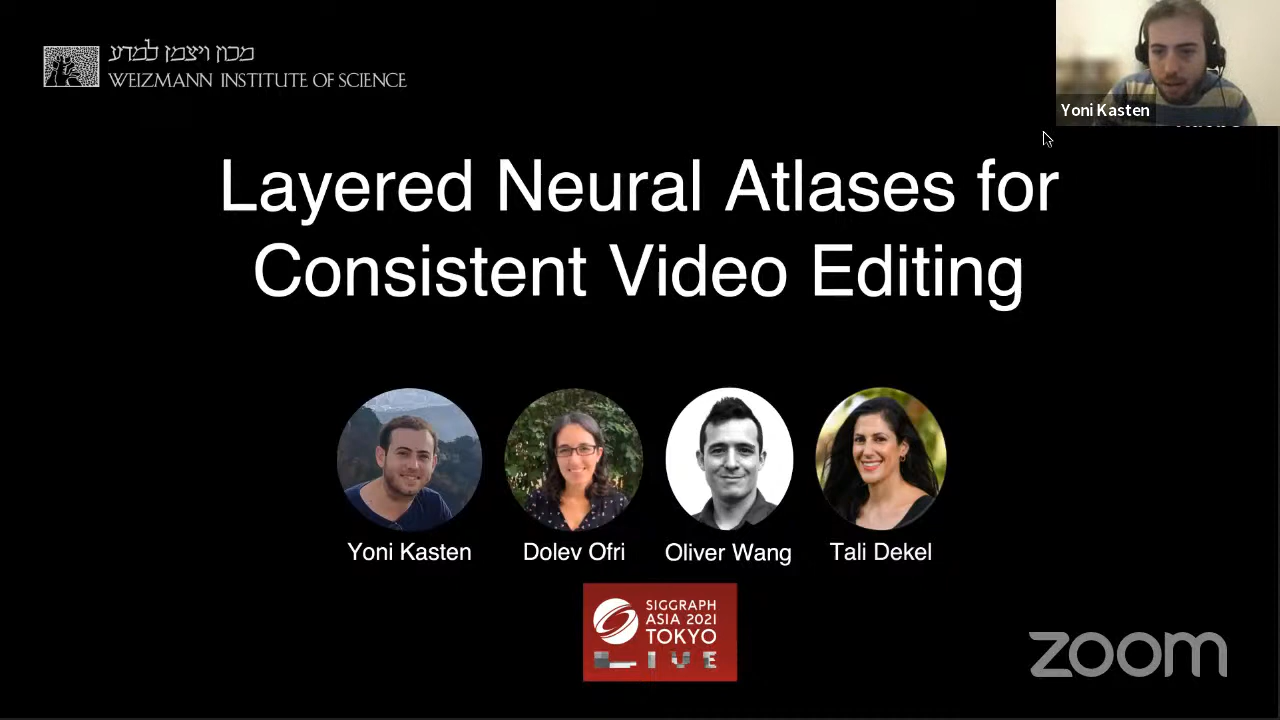 מכון ויצמן למדע
WEIZMANN INSTITUTE OF SCIENCE
Yoni Kasten
Layered Neural Atlases for
Consistent Video Editing
Yoni Kasten
Dolev Ofri
Oliver Wang
Tali Dekel
SIGGRAPH
ASIA 2021
TOKYO
LIVE
zoom